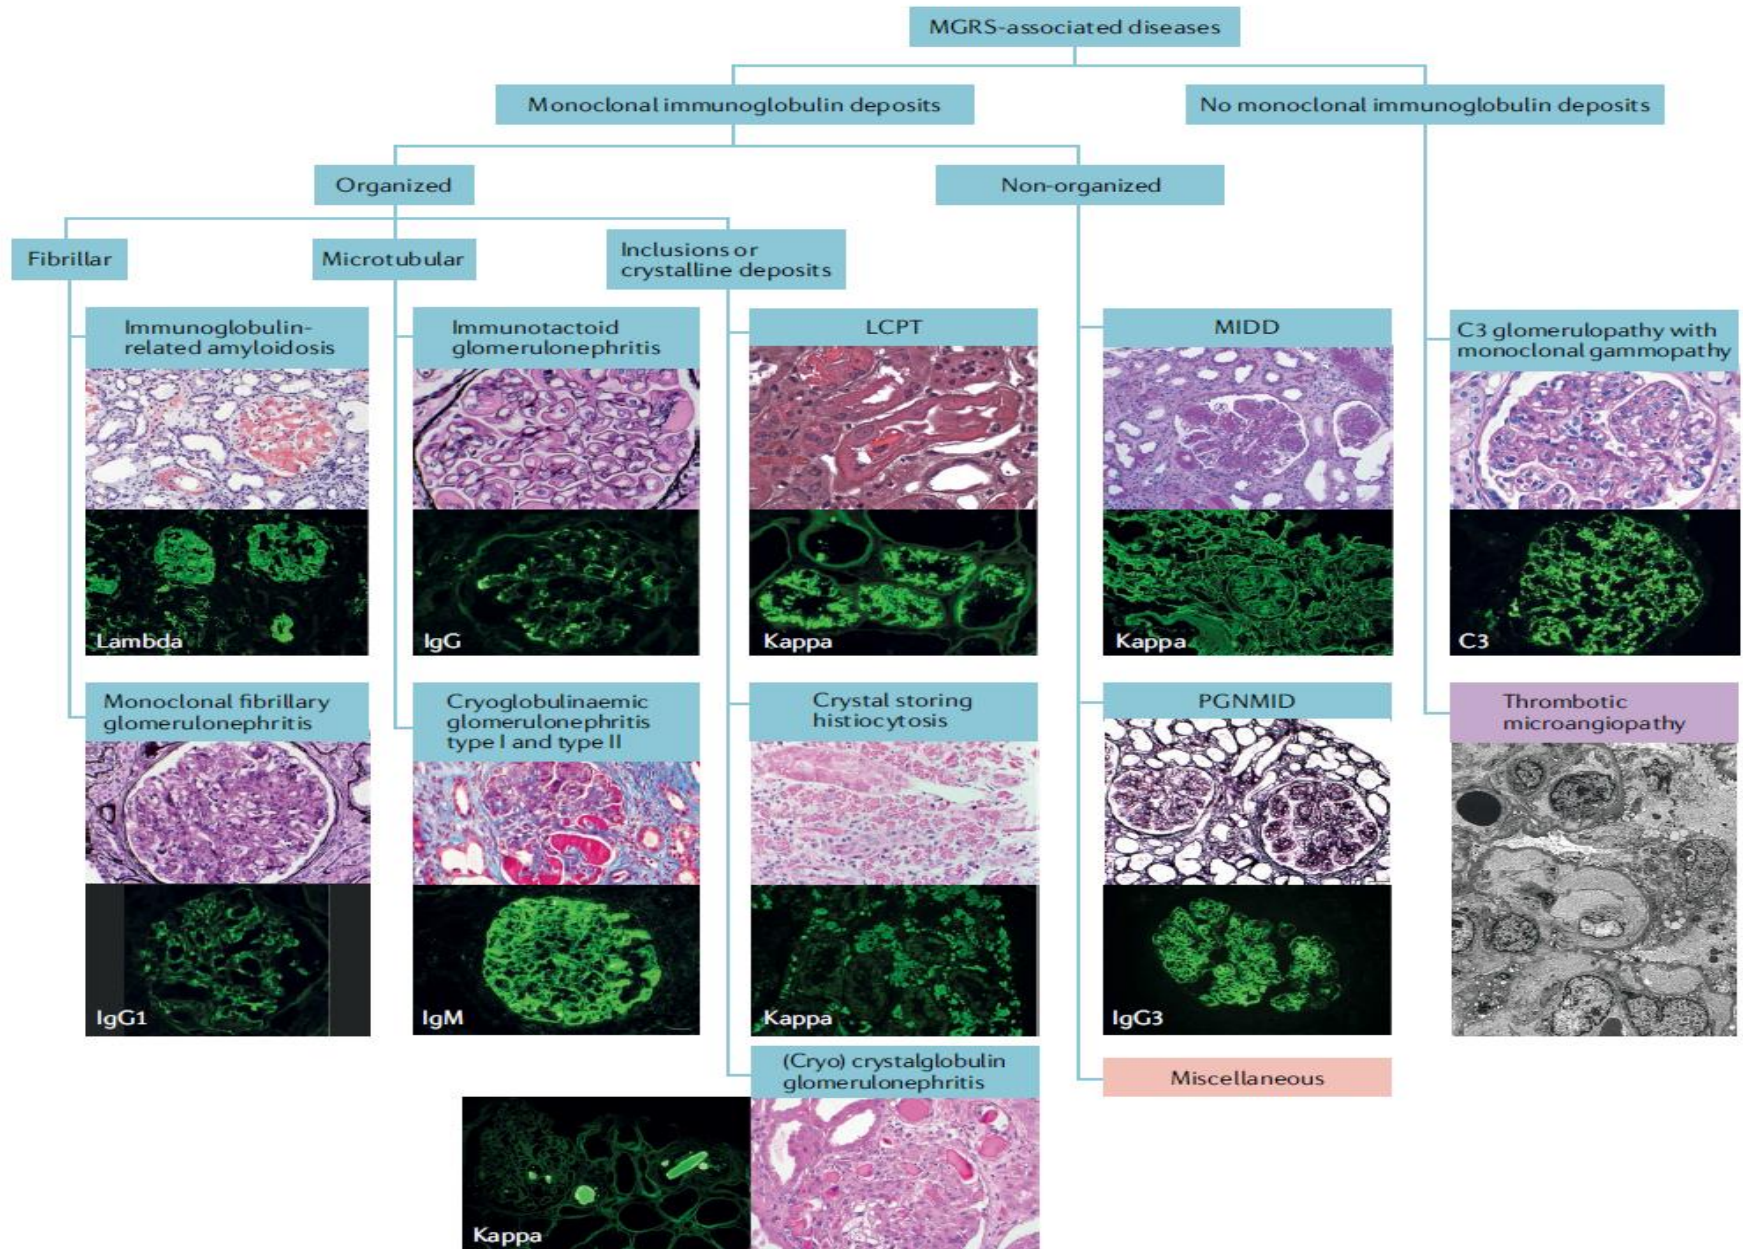 MGRS-associated diseases
Monoclonal immunoglobulin deposits
No monoclonal immunoglobulin deposits
Organized
Non-organized
Fibrillar
Microtubular
Inclusions or
crystalline deposits
Immunoglobulin-
related amyloidosis
Lambda
Immunotactoid
glomerulonephritis
IgG
LCPT
Kappa
MIDD
Kappa
C3 glomerulopathy with
monoclonal gammopathy
C3
Monoclonal fibrillary
glomerulonephritis
IgG1
Cryoglobulinaemic
glomerulonephritis
type I and type II
IgM
Crystal storing
histiocytosis
Kappa
PGNMID
IgG3
Thrombotic
microangiopathy
(Cryo) crystalglobulin
glomerulonephritis
Kappa
Miscellaneous